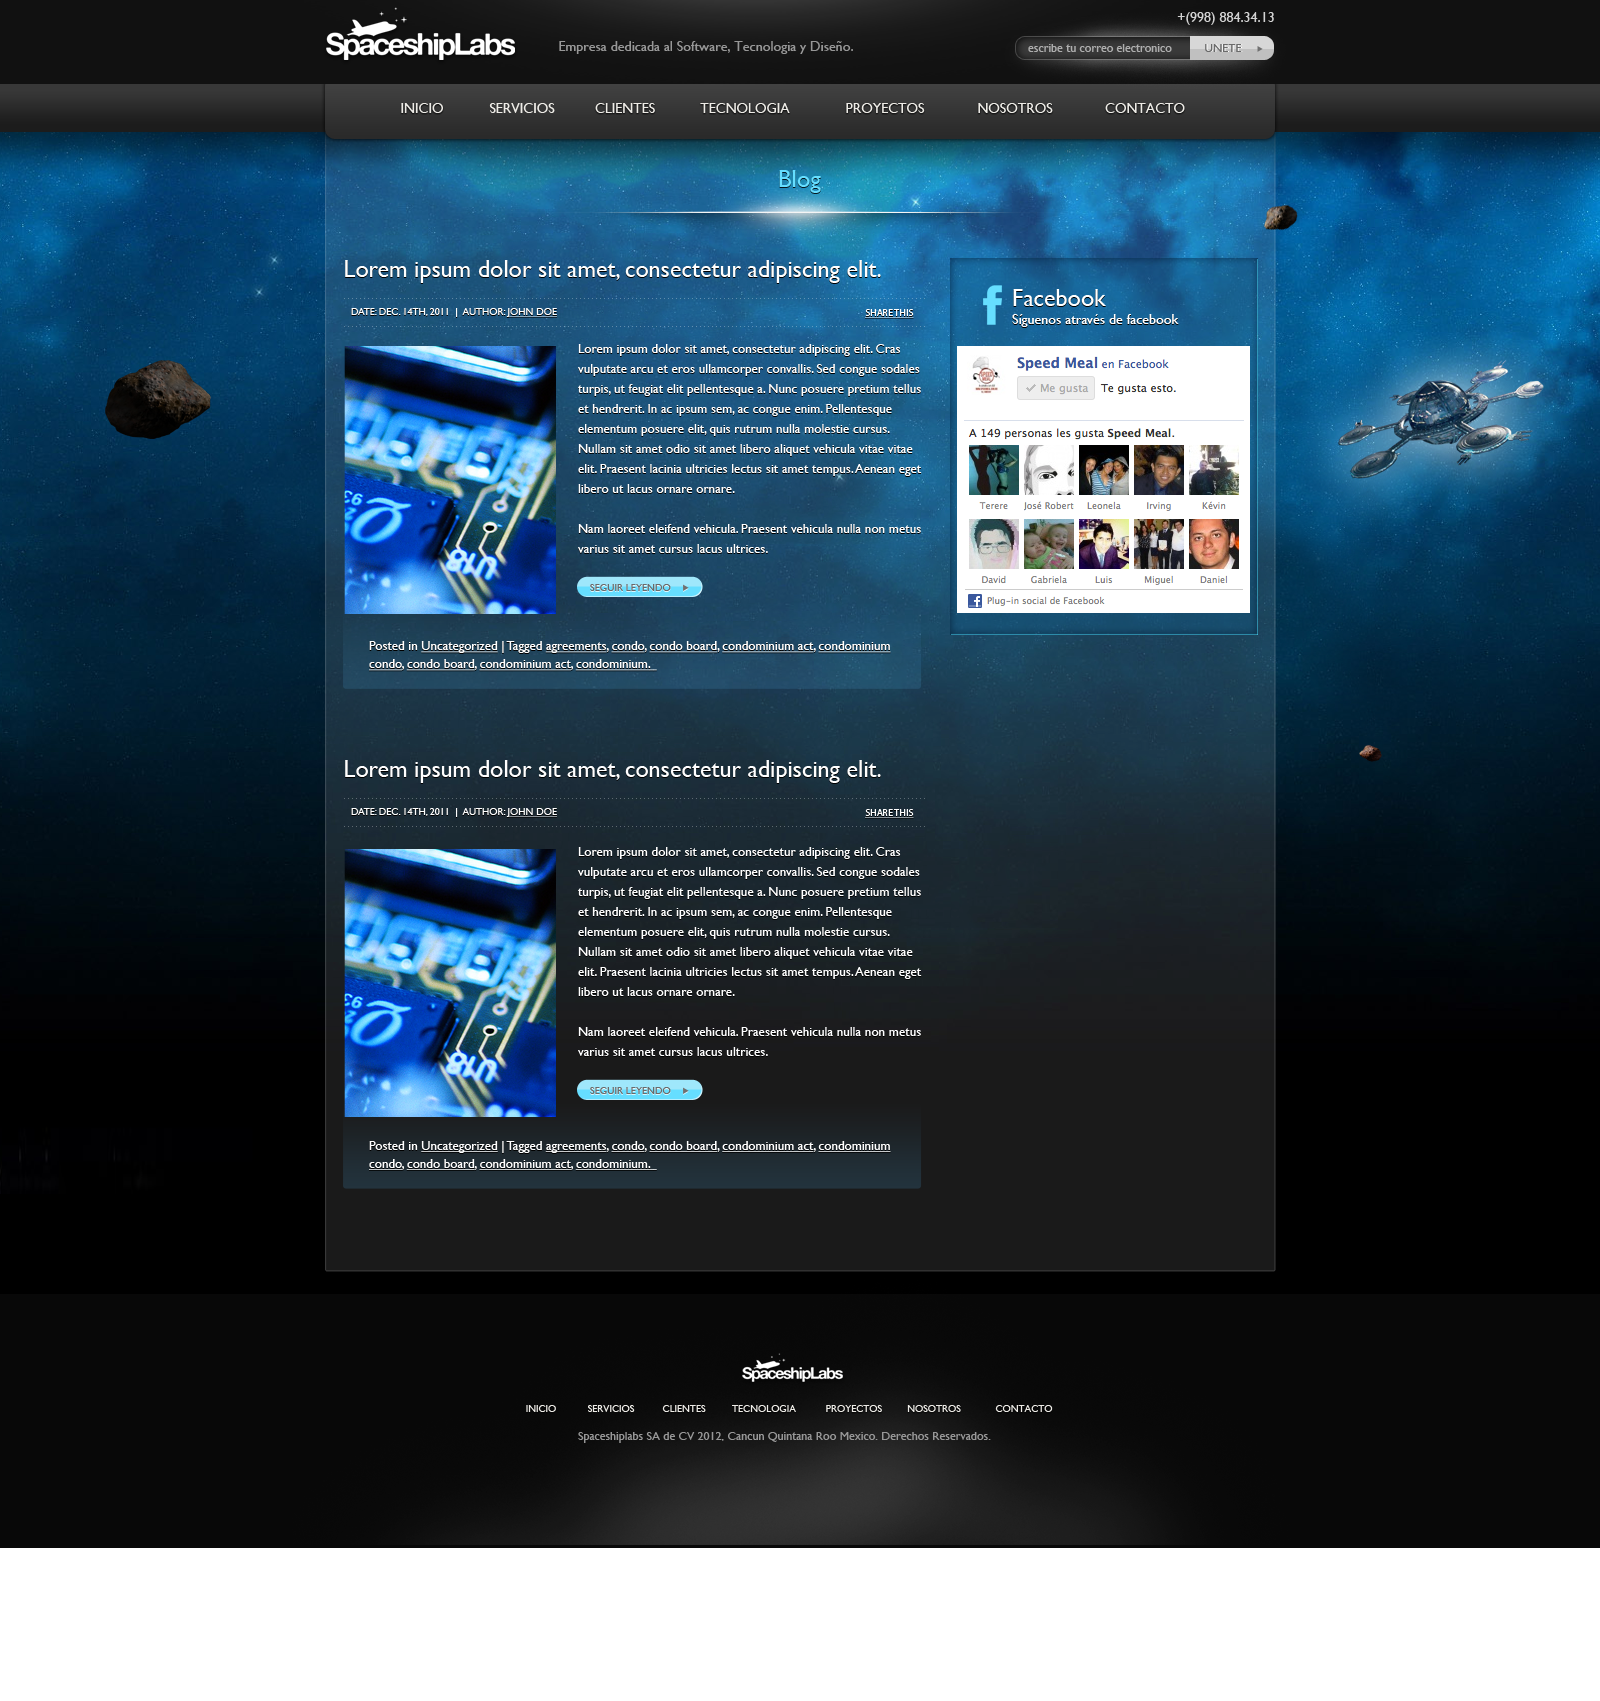 SpaceshipLabs
Empresa dedicada al Software, Tecnologia y Diseño.
+(998) 884.34.13
escribe tu correo electronico
UNETE
INICIO SERVICIOS CLIENTES TECNOLOGIA PROYECTOS NOSOTROS CONTACTO
Blog
Lorem ipsum dolor sit amet, consectetur adipiscing elit.
DATE: DEC. 14TH, 2011 | AUTHOR: JOHN DOE
SHARETHIS
Lorem ipsum dolor sit amet, consectetur adipiscing elit. Cras
vulputate arcu et eros ullamcorper convallis. Sed congue sodales
turpis, ut feugiat elit pellentesque a. Nunc posuere pretium tellus
et hendrerit. In ac ipsum sem, ac congue enim. Pellentesque
elementum posuere elit, quis rutrum nulla molestie cursus.
Nullam sit amet odio sit amet libero aliquet vehicula vitae vitae
elit. Praesent lacinia ultricies lectus sit amet tempus. Aenean eget
libero ut lacus ornare ornare.
Nam laoreet eleifend vehicula. Praesent vehicula nulla non metus
varius sit amet cursus lacus ultrices.
SEGUIR LEYENDO
Posted in Uncategorized | Tagged agreements, condo, condo board, condominium act, condominium
condo, condo board, condominium act, condominium.
Facebook
Síguenos através de facebook
Speed Meal en Facebook
Me gusta
Te gusta esto.
A 149 personas les gusta Speed Meal.
Terere José Robert Leonela Irving Kévin
David Gabriela Luis Miguel Daniel
Plug-in social de Facebook
Lorem ipsum dolor sit amet, consectetur adipiscing elit.
DATE: DEC. 14TH, 2011 | AUTHOR: JOHN DOE
SHARETHIS
Lorem ipsum dolor sit amet, consectetur adipiscing elit. Cras
vulputate arcu et eros ullamcorper convallis. Sed congue sodales
turpis, ut feugiat elit pellentesque a. Nunc posuere pretium tellus
et hendrerit. In ac ipsum sem, ac congue enim. Pellentesque
elementum posuere elit, quis rutrum nulla molestie cursus.
Nullam sit amet odio sit amet libero aliquet vehicula vitae vitae
elit. Praesent lacinia ultricies lectus sit amet tempus. Aenean eget
libero ut lacus ornare ornare.
Nam laoreet eleifend vehicula. Praesent vehicula nulla non metus
varius sit amet cursus lacus ultrices.
SEGUIR LEYENDO
Posted in Uncategorized | Tagged agreements, condo, condo board, condominium act, condominium
condo, condo board, condominium act, condominium.
SpaceshipLabs
INICIO SERVICIOS CLIENTES TECNOLOGIA PROYECTOS NOSOTROS CONTACTO
Spaceshiplabs SA de CV 2012, Cancun Quintana Roo Mexico. Derechos Reservados.